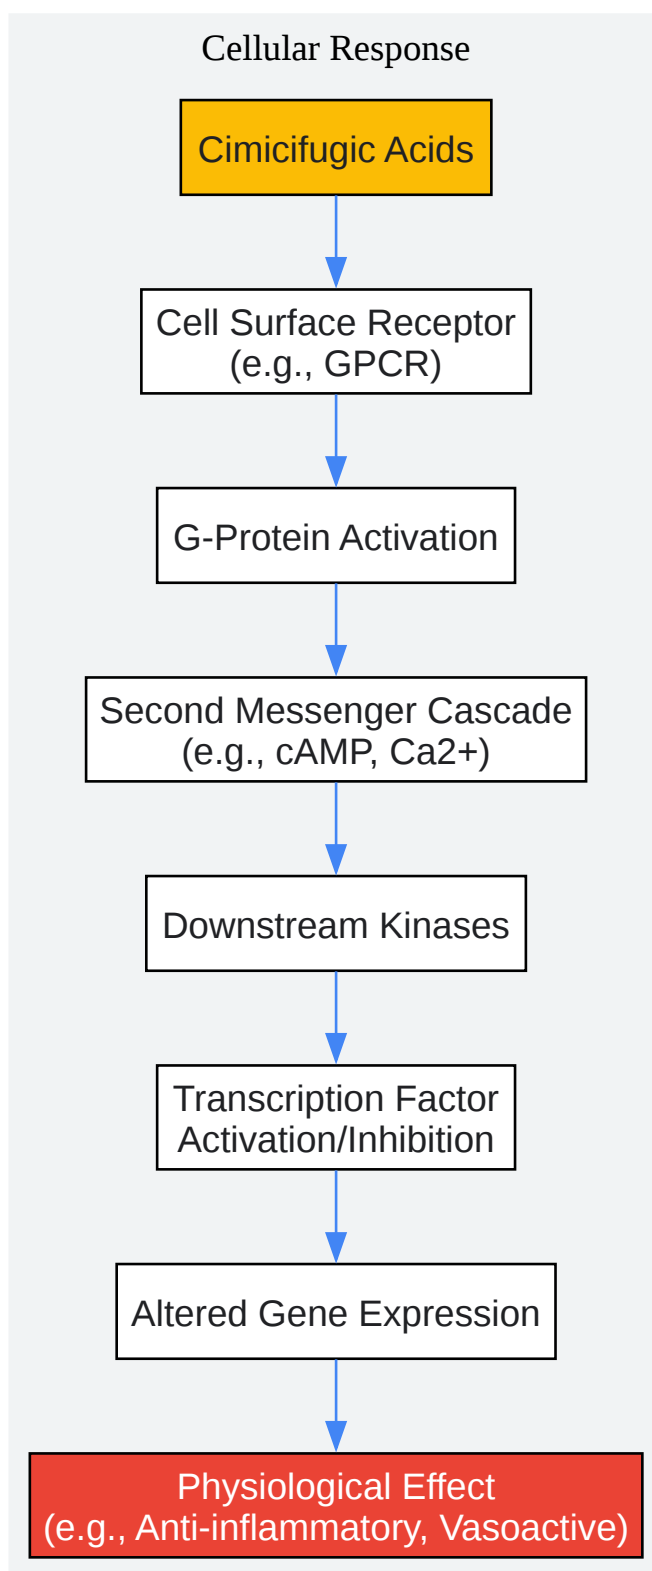 Cellular Response
Cimicifugic Acids
Cell Surface Receptor
(e.g., GPCR)
G-Protein Activation
Second Messenger Cascade
(e.g., cAMP, Ca2+)
Downstream Kinases
Transcription Factor
Activation/Inhibition
Altered Gene Expression
Physiological Effect
(e.g., Anti-inflammatory, Vasoactive)